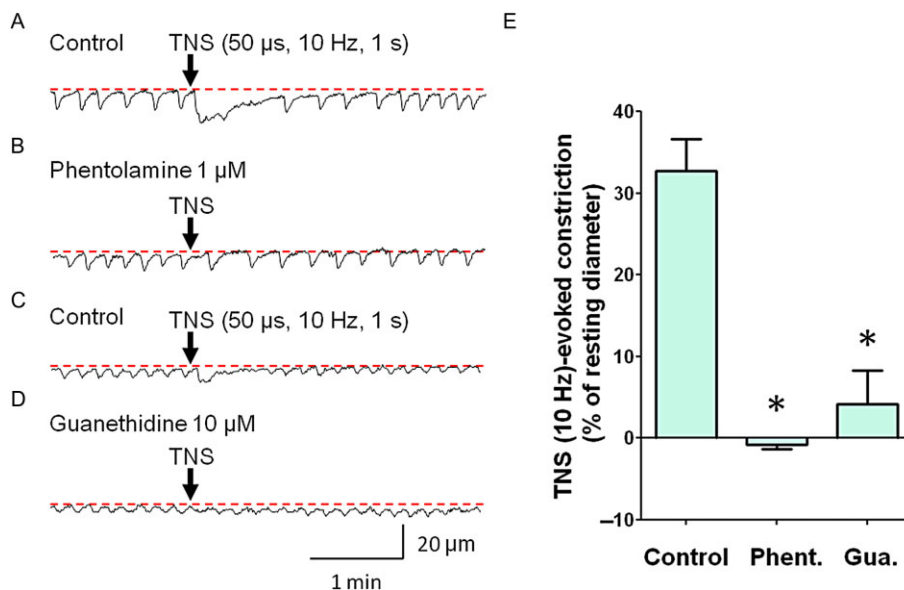 A
Control TNS (50 µs, 10 Hz, 1 s)
B
Phentolamine 1 µM
TNS
C
Control TNS (50 µs, 10 Hz, 1 s)
D
Guanethidine 10 µM
TNS
20 µm
1 min
E
TNS (10 Hz)-evoked constriction
(% of resting diameter)
40
30
20
10
0
–10
*
*
Control Phent. Gua.